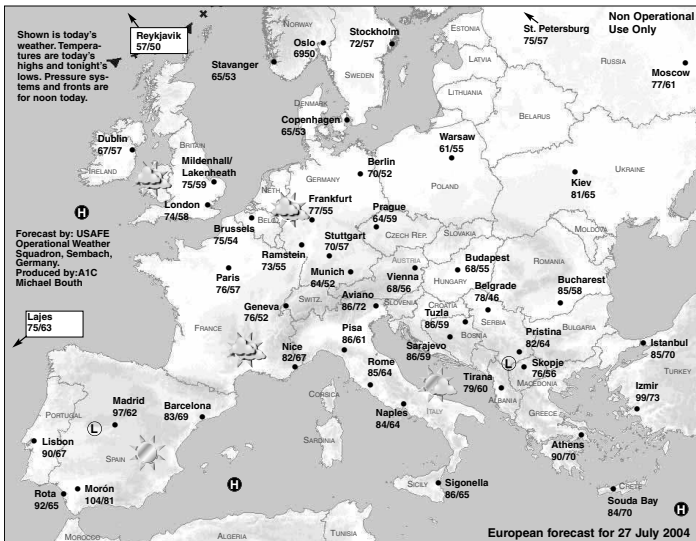 Shown is today's
weather. Tempera-
tures are today's
highs and tonight's
lows. Pressure sys-
tems and fronts are
for noon today.
Reykjavik
57/50
NORWAY
Oslo
6950
Stockholm
72/57
ESTONIA
St. Petersburg
75/57
Non Operational
Use Only
RUSSIA
Moscow
77/61
Stavanger
65/53
SWEDEN
LATVIA
LITHUANIA
DENMARK
Copenhagen
65/53
BELARUS
Dublin
67/57
IRELAND
BRITAIN
Mildenhall/
Lakenheath
75/59
London
74/58
NETH.
GERMANY
Berlin
70/52
Warsaw
61/55
POLAND
UKRAINE
Kiev
81/65
H
Forecast by: USAFE
Operational Weather
Squadron, Sembach,
Germany.
Produced by:A1C
Michael Bouth
Brussels
75/54
BELG.
Frankfurt
77/55
Prague
64/59
CZECH REP.
SLOVAKIA
MOLDOVA
Ramstein
73/55
Stuttgart
70/57
Paris
76/57
Munich
64/52
AUSTRIA
Vienna
68/56
Budapest
68/55
HUNGARY
ROMANIA
Bucharest
85/58
Geneva
76/52
SWITZ.
Aviano
86/72
SLOVENIA
CROATIA
Belgrade
78/46
Lajes
75/63
FRANCE
Nice
82/67
Pisa
86/61
Tuzla
86/59
BOSNIA
SERBIA
Sarajevo
86/59
Pristina
82/64
BULGARIA
L
Skopje
76/56
MACEDONIA
Istanbul
85/70
TURKEY
Rome
85/64
Tirana
79/60
ALBANIA
Izmir
99/73
PORTUGAL
Madrid
97/62
L
Barcelona
83/69
CORSICA
ITALY
Naples
84/64
GREECE
Lisbon
90/67
SPAIN
SARDINIA
Athens
90/70
Rota
92/65
Morón
104/81
H
SICILY
Sigonella
86/65
CRETE
Souda Bay
84/70
H
MOROCCO
ALGERIA
TUNISIA
European forecast for 27 July 2004